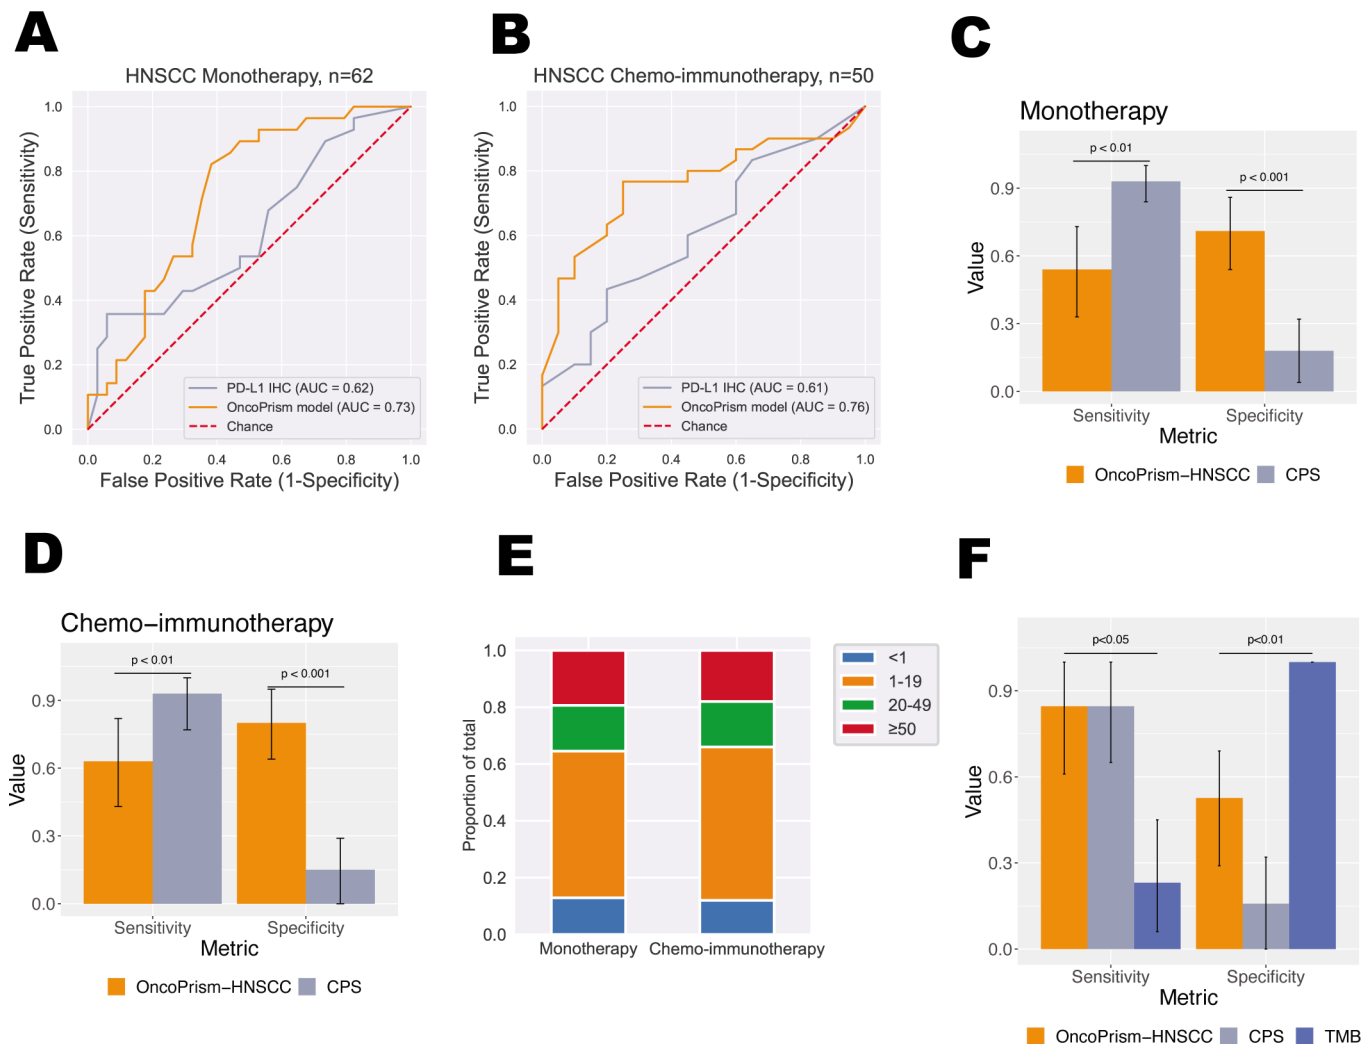 A
HNSCC Monotherapy, n=62
True Positive Rate (Sensitivity)
1.0
0.8
0.6
0.4
0.2
0.0
PD-L1 IHC (AUC = 0.62)
OncoPrism model (AUC = 0.73)
Chance
0.0 0.2 0.4 0.6 0.8 1.0
False Positive Rate (1-Specificity)
B
HNSCC Chemo-immunotherapy, n=50
True Positive Rate (Sensitivity)
1.0
0.8
0.6
0.4
0.2
0.0
PD-L1 IHC (AUC = 0.61)
OncoPrism model (AUC = 0.76)
Chance
0.0 0.2 0.4 0.6 0.8 1.0
False Positive Rate (1-Specificity)
C
Monotherapy
p < 0.01
p < 0.001
Value
0.9
0.6
0.3
0.0
Sensitivity Specificity
Metric
OncoPrism−HNSCC CPS
D
Chemo−immunotherapy
p < 0.01
p < 0.001
Value
0.9
0.6
0.3
0.0
Sensitivity Specificity
Metric
OncoPrism−HNSCC CPS
E
Proportion of total
1.0
0.8
0.6
0.4
0.2
0.0
Monotherapy Chemo-immunotherapy
<1
1-19
20-49
≥50
F
p<0.05
p<0.01
Value
0.9
0.6
0.3
0.0
Sensitivity Specificity
Metric
OncoPrism−HNSCC CPS TMB